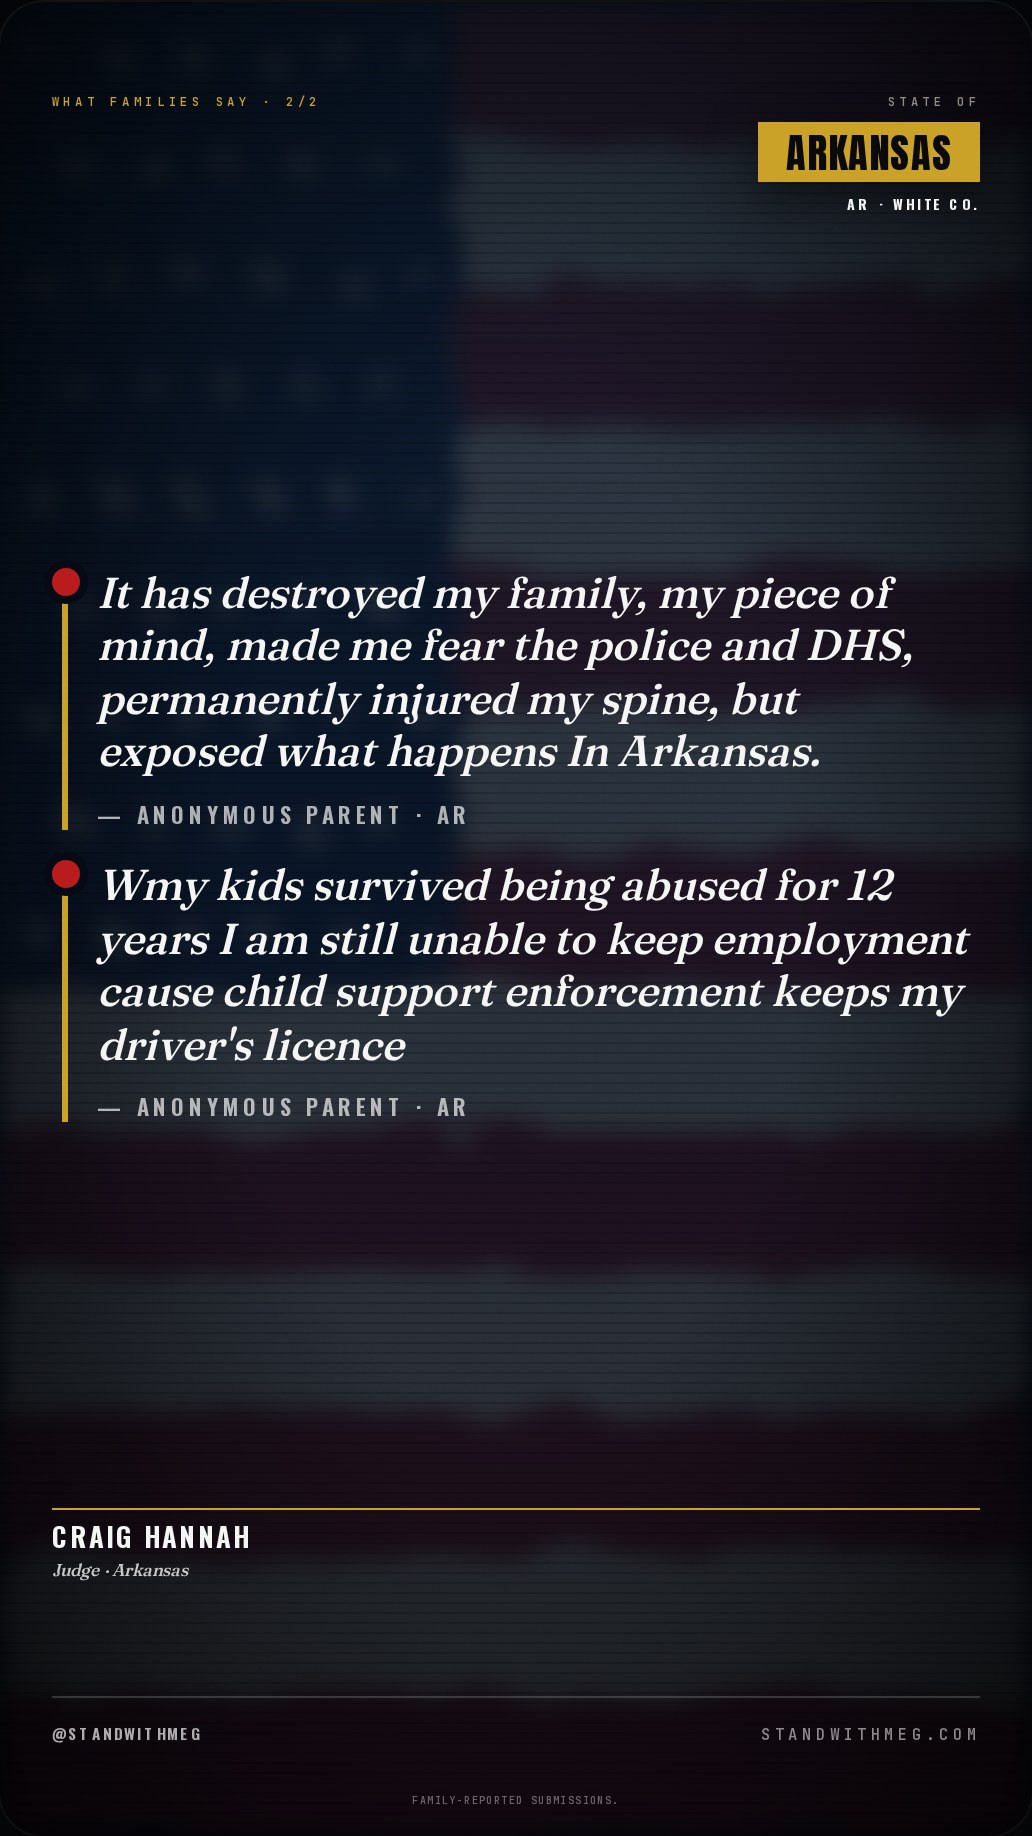 WHAT FAMILIES SAY · 2/2
STATE OF
ARKANSAS
AR · WHITE CO.
It has destroyed my family, my piece of
mind, made me fear the police and DHS,
permanently injured my spine, but
exposed what happens In Arkansas.
— ANONYMOUS PARENT · AR
Wmy kids survived being abused for 12
years I am still unable to keep employment
cause child support enforcement keeps my
driver's licence
— ANONYMOUS PARENT · AR
CRAIG HANNAH
Judge · Arkansas
@STANDWITHMEG
STANDWITHMEG.COM
FAMILY-REPORTED SUBMISSIONS.